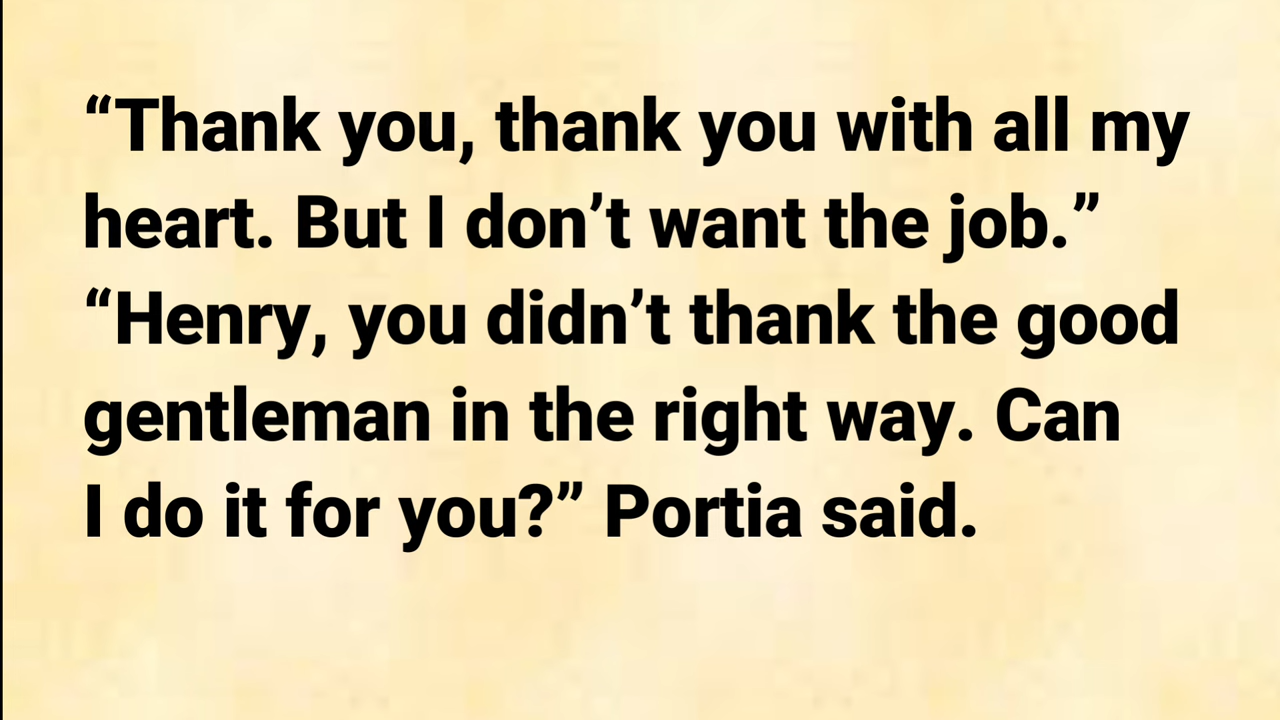 “Thank you, thank you with all my
heart. But I don’t want the job.”
“Henry, you didn’t thank the good
gentleman in the right way. Can
I do it for you?” Portia said.